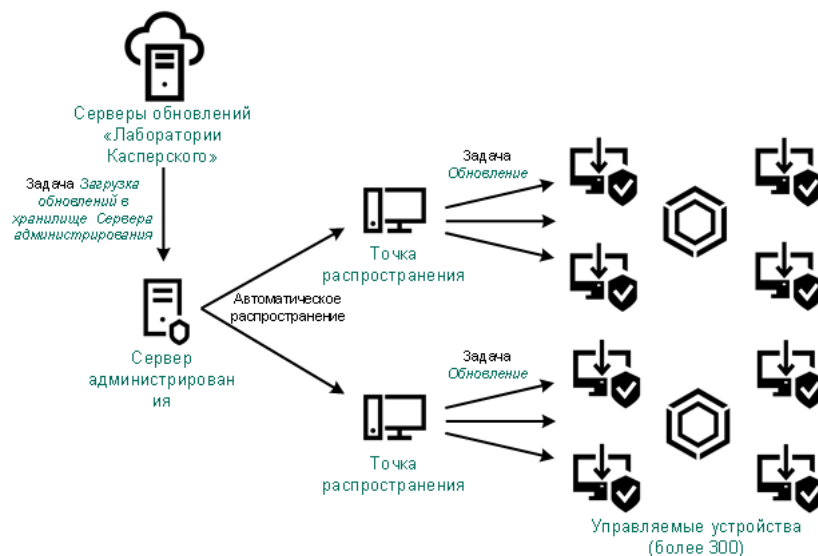 Серверы обновлений
«Лаборатории
Касперского»
Задача Загрузка
обновлений в
хранилище Сервера
администрирования
Сервер
администрирован
ия
Автоматическое
распространение
Точка
распространения
Задача
Обновление
Точка
распространения
Задача
Обновление
Управляемые устройства
(более 300)